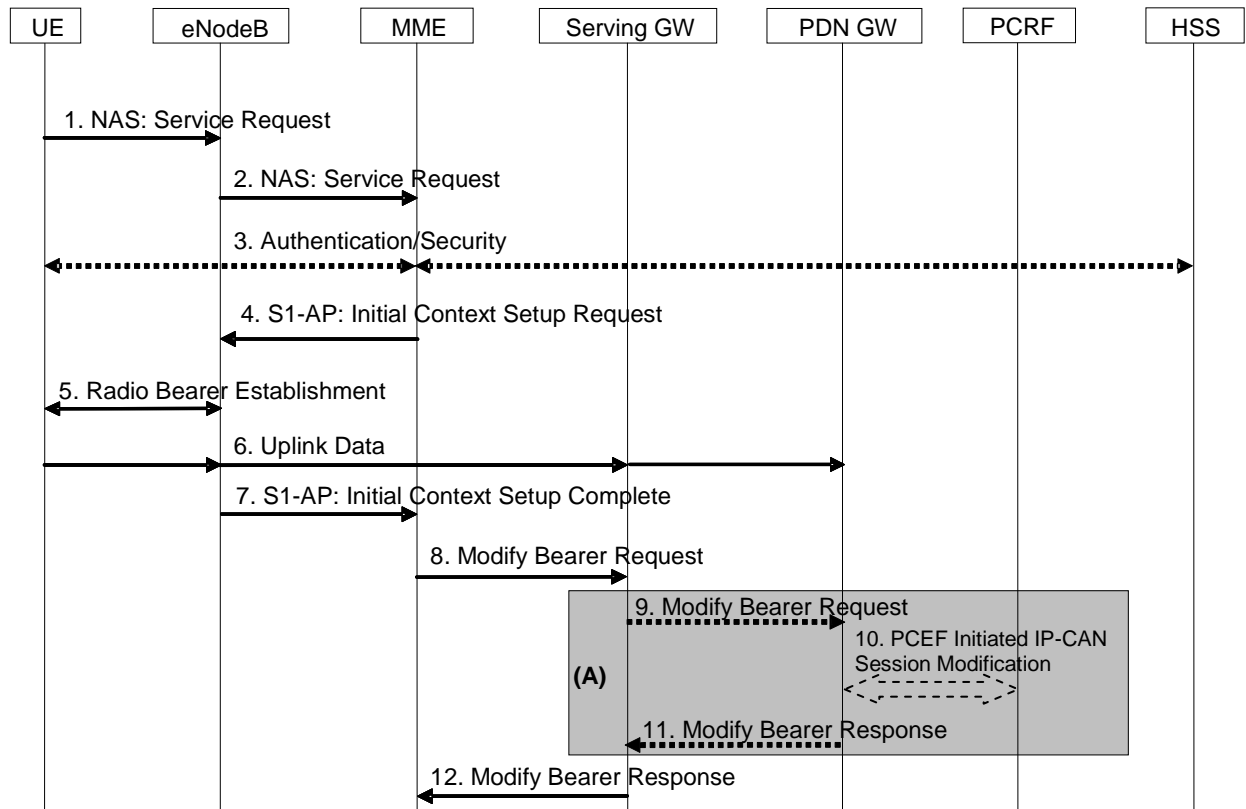 UE
eNodeB
MME
Serving GW
PDN GW
PCRF
HSS
1. NAS: Service Request
2. NAS: Service Request
3. Authentication/Security
4. S1-AP: Initial Context Setup Request
5. Radio Bearer Establishment
6. Uplink Data
7. S1-AP: Initial Context Setup Complete
8. Modify Bearer Request
9. Modify Bearer Request
10. PCEF Initiated IP-CAN
Session Modification
(A)
11. Modify Bearer Response
12. Modify Bearer Response